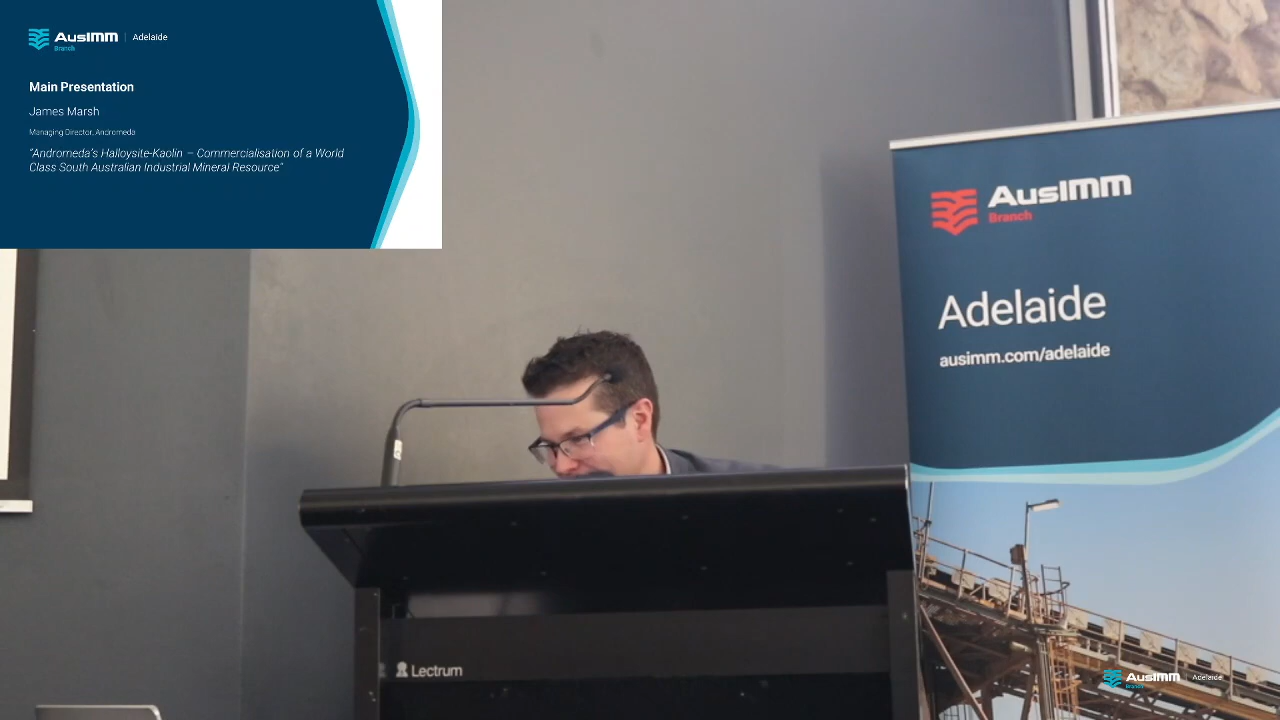 AusIMM | Adelaide
Branch
Main Presentation
James Marsh
Managing Director, Andromeda
"Andromeda's Halloysite-Kaolin – Commercialisation of a World
Class South Australian Industrial Mineral Resource"
AusIMM
Branch
Adelaide
ausimm.com/adelaide
Lectrum
AusIMM | Adelaide
Branch